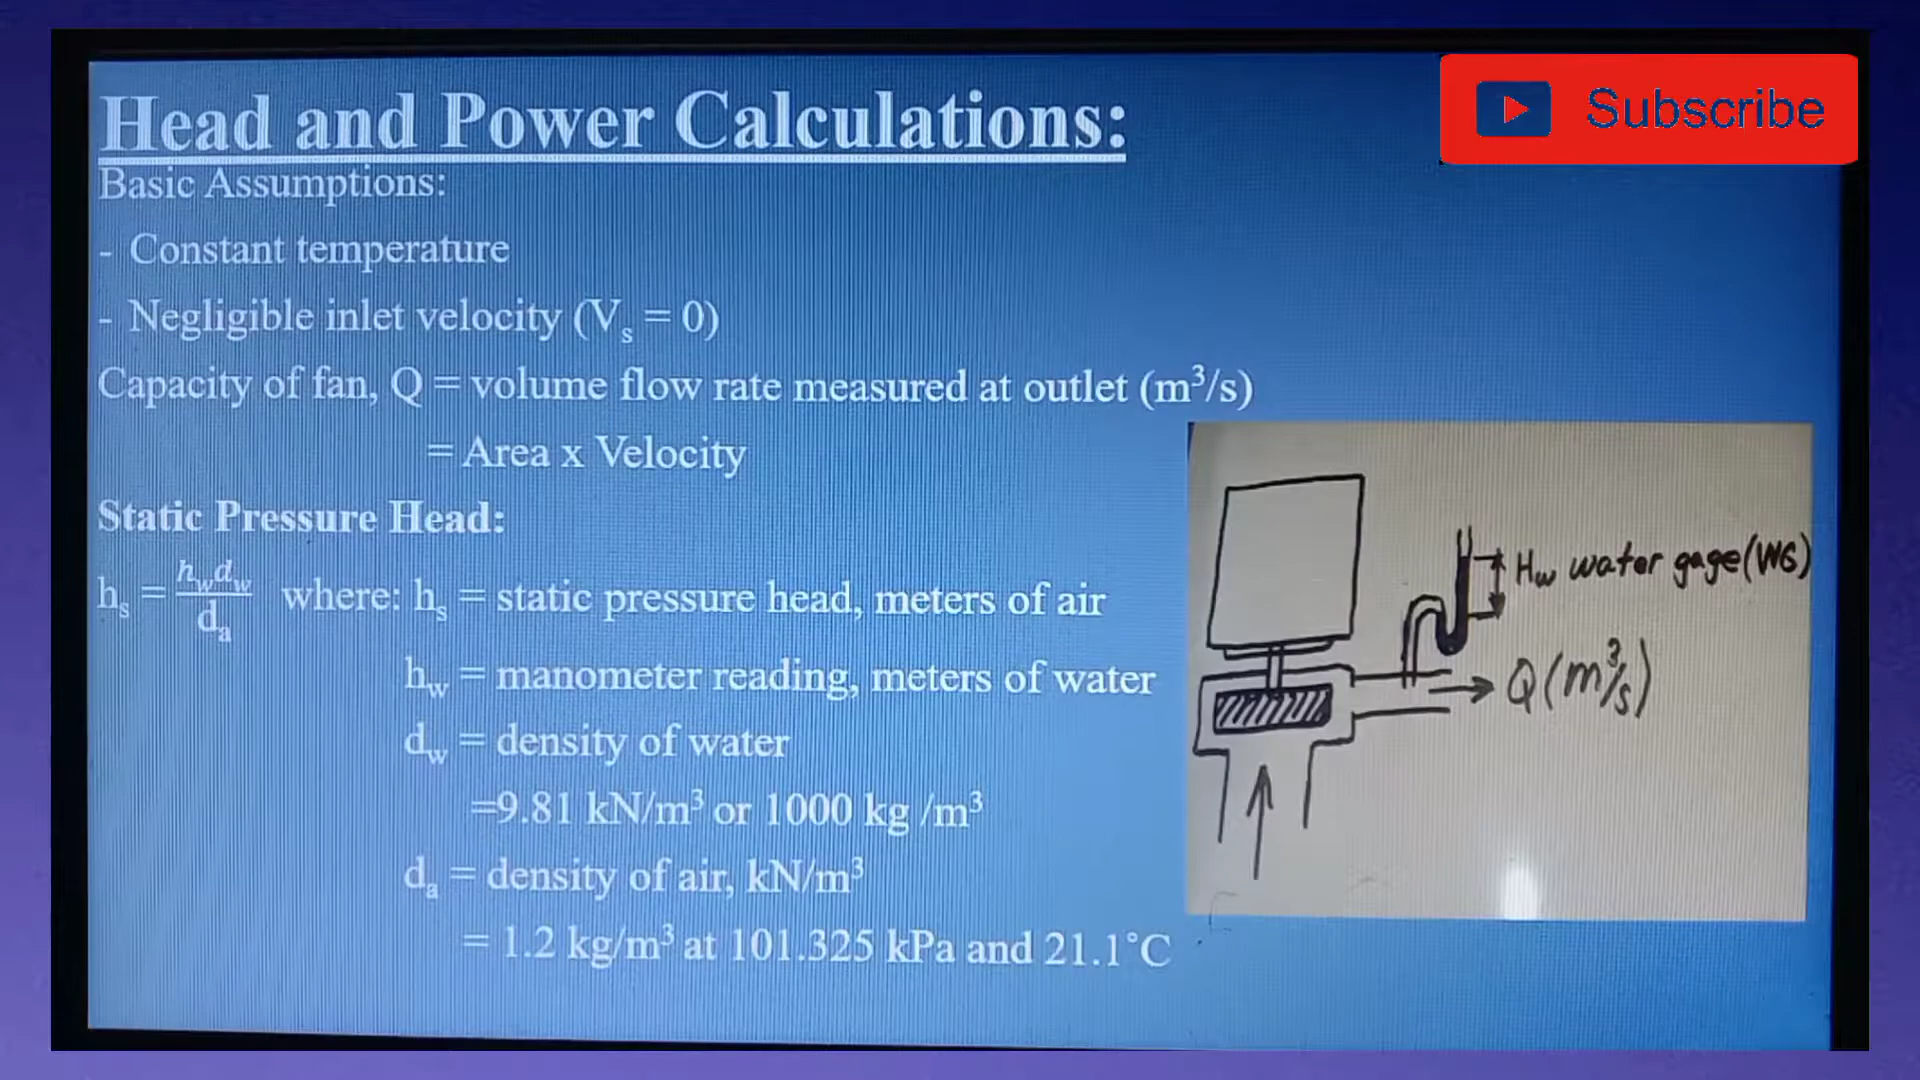 Head and Power Calculations:
Subscribe
Basic Assumptions:
- Constant temperature
- Negligible inlet velocity (Vₛ = 0)
Capacity of fan, Q = volume flow rate measured at outlet (m³/s)
= Area x Velocity
Static Pressure Head:
hₛ = h_w d_w / dₐ where: hₛ = static pressure head, meters of air
h_w = manometer reading, meters of water
d_w = density of water
=9.81 kN/m³ or 1000 kg /m³
dₐ = density of air, kN/m³
= 1.2 kg/m³ at 101.325 kPa and 21.1°C
Hw water gage (WG)
Q (m³/s)